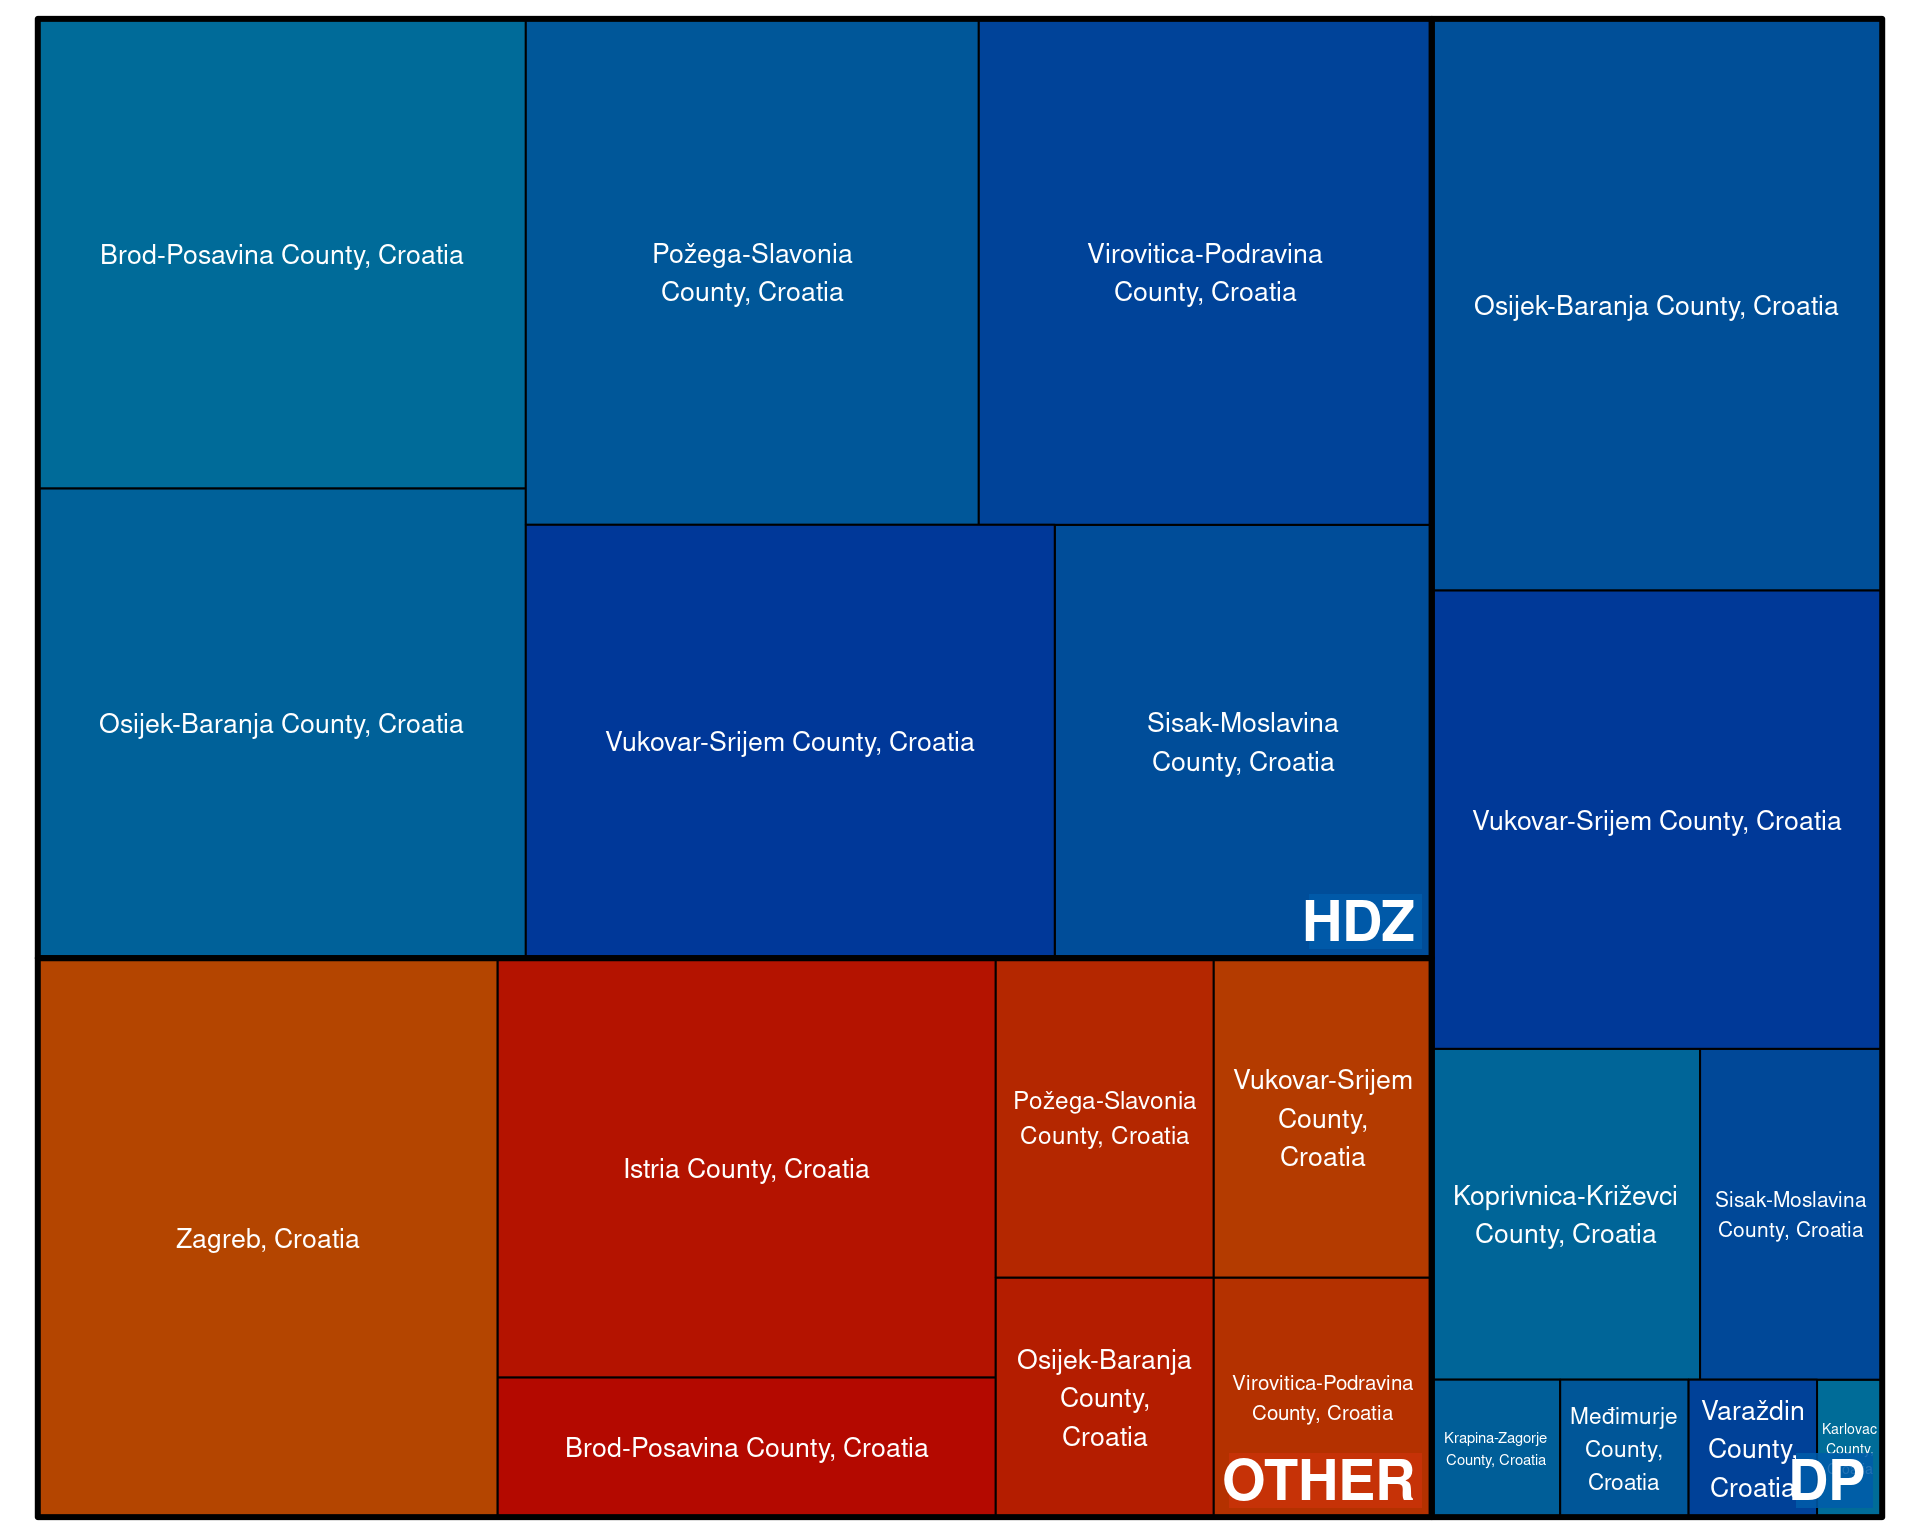 Brod-Posavina County, Croatia
Požega-Slavonia
County, Croatia
Virovitica-Podravina
County, Croatia
Osijek-Baranja County, Croatia
Vukovar-Srijem County, Croatia
Sisak-Moslavina
County, Croatia
HDZ
Osijek-Baranja County, Croatia
Vukovar-Srijem County, Croatia
Koprivnica-Križevci
County, Croatia
Sisak-Moslavina
County, Croatia
Krapina-Zagorje
County, Croatia
Međimurje
County,
Croatia
Varaždin
County,
Croatia
Karlovac
County,
DP
Zagreb, Croatia
Istria County, Croatia
Brod-Posavina County, Croatia
Požega-Slavonia
County, Croatia
Vukovar-Srijem
County,
Croatia
Osijek-Baranja
County,
Croatia
Virovitica-Podravina
County, Croatia
OTHER